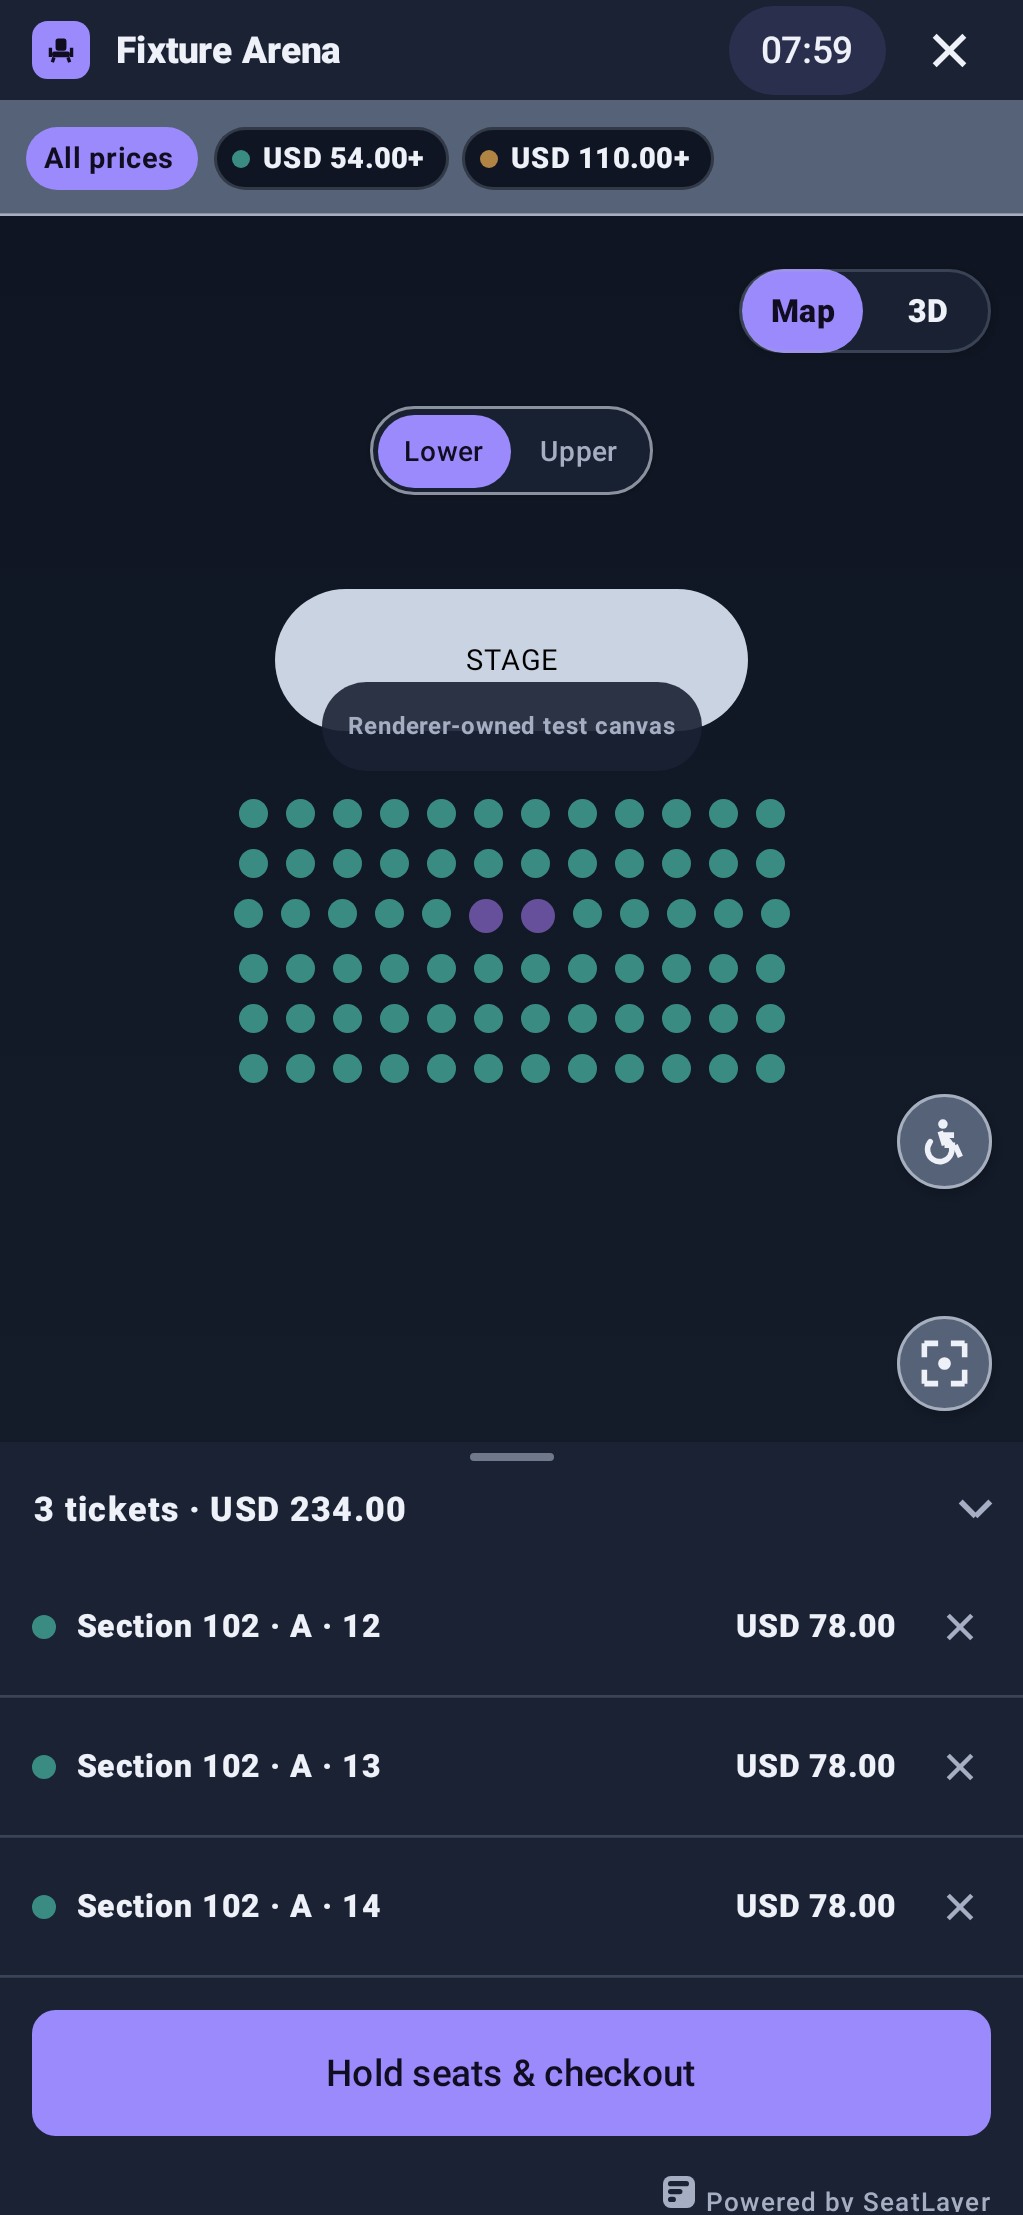 Fixture Arena
07:59
All prices
USD 54.00+
USD 110.00+
Map
3D
Lower
Upper
STAGE
Renderer-owned test canvas
3 tickets · USD 234.00
Section 102 · A · 12
USD 78.00
Section 102 · A · 13
USD 78.00
Section 102 · A · 14
USD 78.00
Hold seats & checkout
Powered by SeatLayer